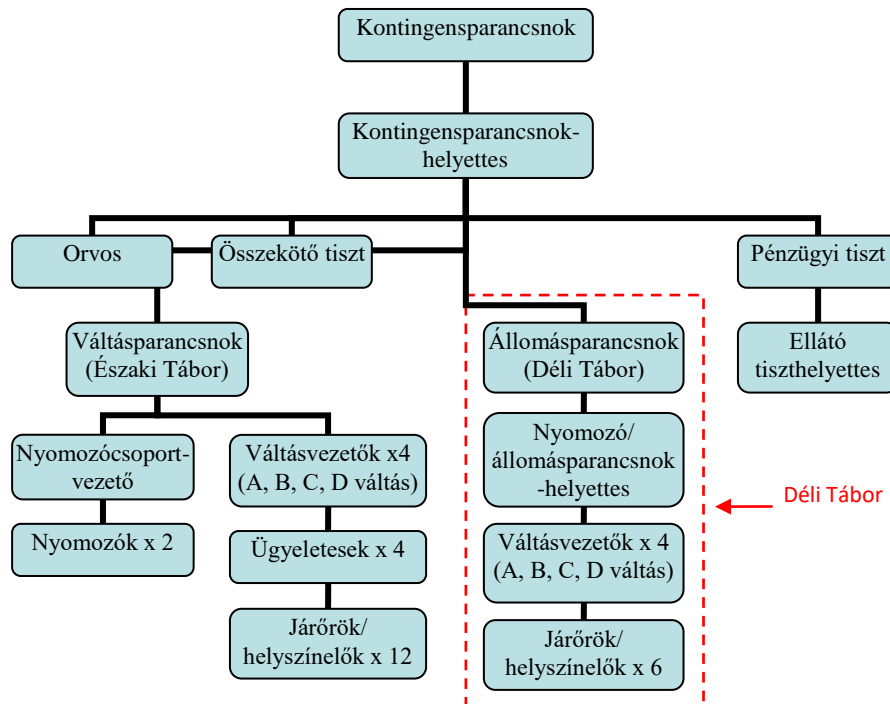 Kontingensparancsnok
Kontingensparancsnok-
helyettes
Orvos
Összekötő tiszt
Pénzügyi tiszt
Váltásparancsnok
(Északi Tábor)
Állomásparancsnok
(Déli Tábor)
Ellátó
tiszthelyettes
Nyomozócsoport-
vezető
Váltásvezetők x4
(A, B, C, D váltás)
Nyomozó/
állomásparancsnok
-helyettes
Déli Tábor
Nyomozók x 2
Ügyeletesek x 4
Váltásvezetők x 4
(A, B, C, D váltás)
Járőrök/
helyszínelők x 12
Járőrök/
helyszínelők x 6